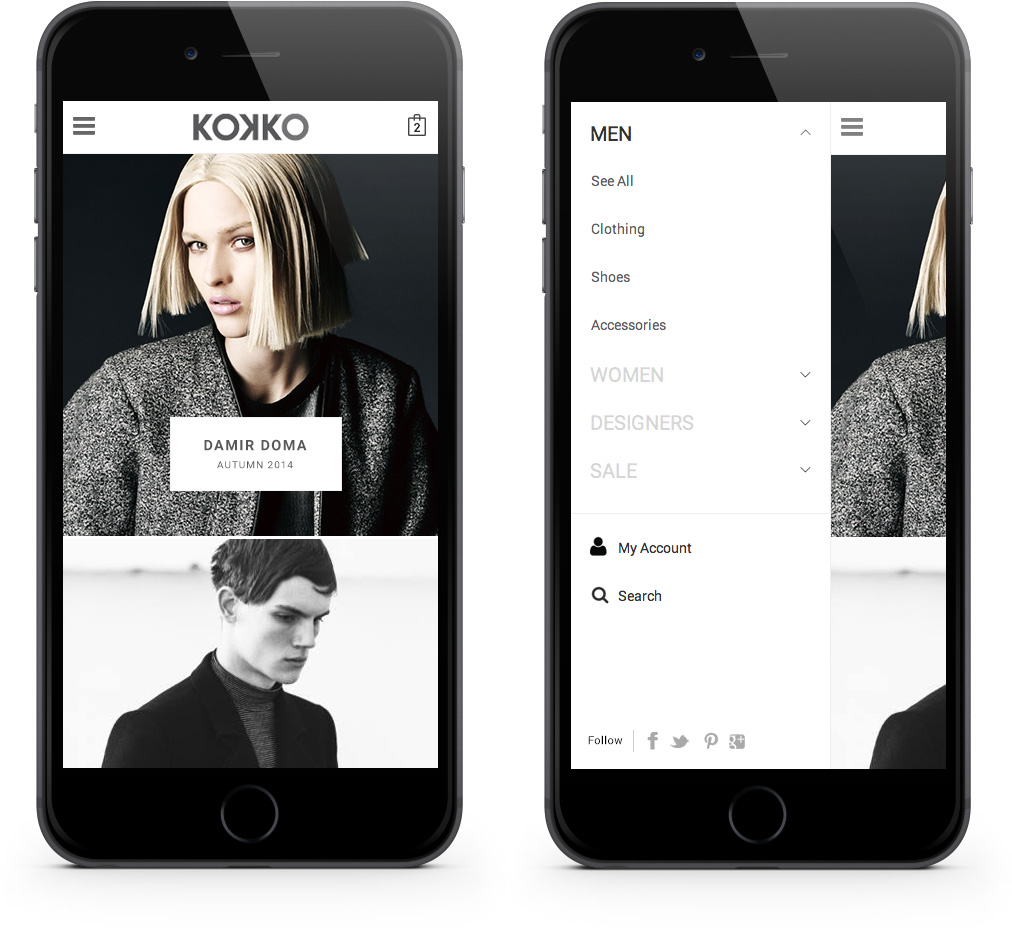 KOKKO
2
DAMIR DOMA
AUTUMN 2014
MEN
See All
Clothing
Shoes
Accessories
WOMEN
DESIGNERS
SALE
My Account
Search
Follow